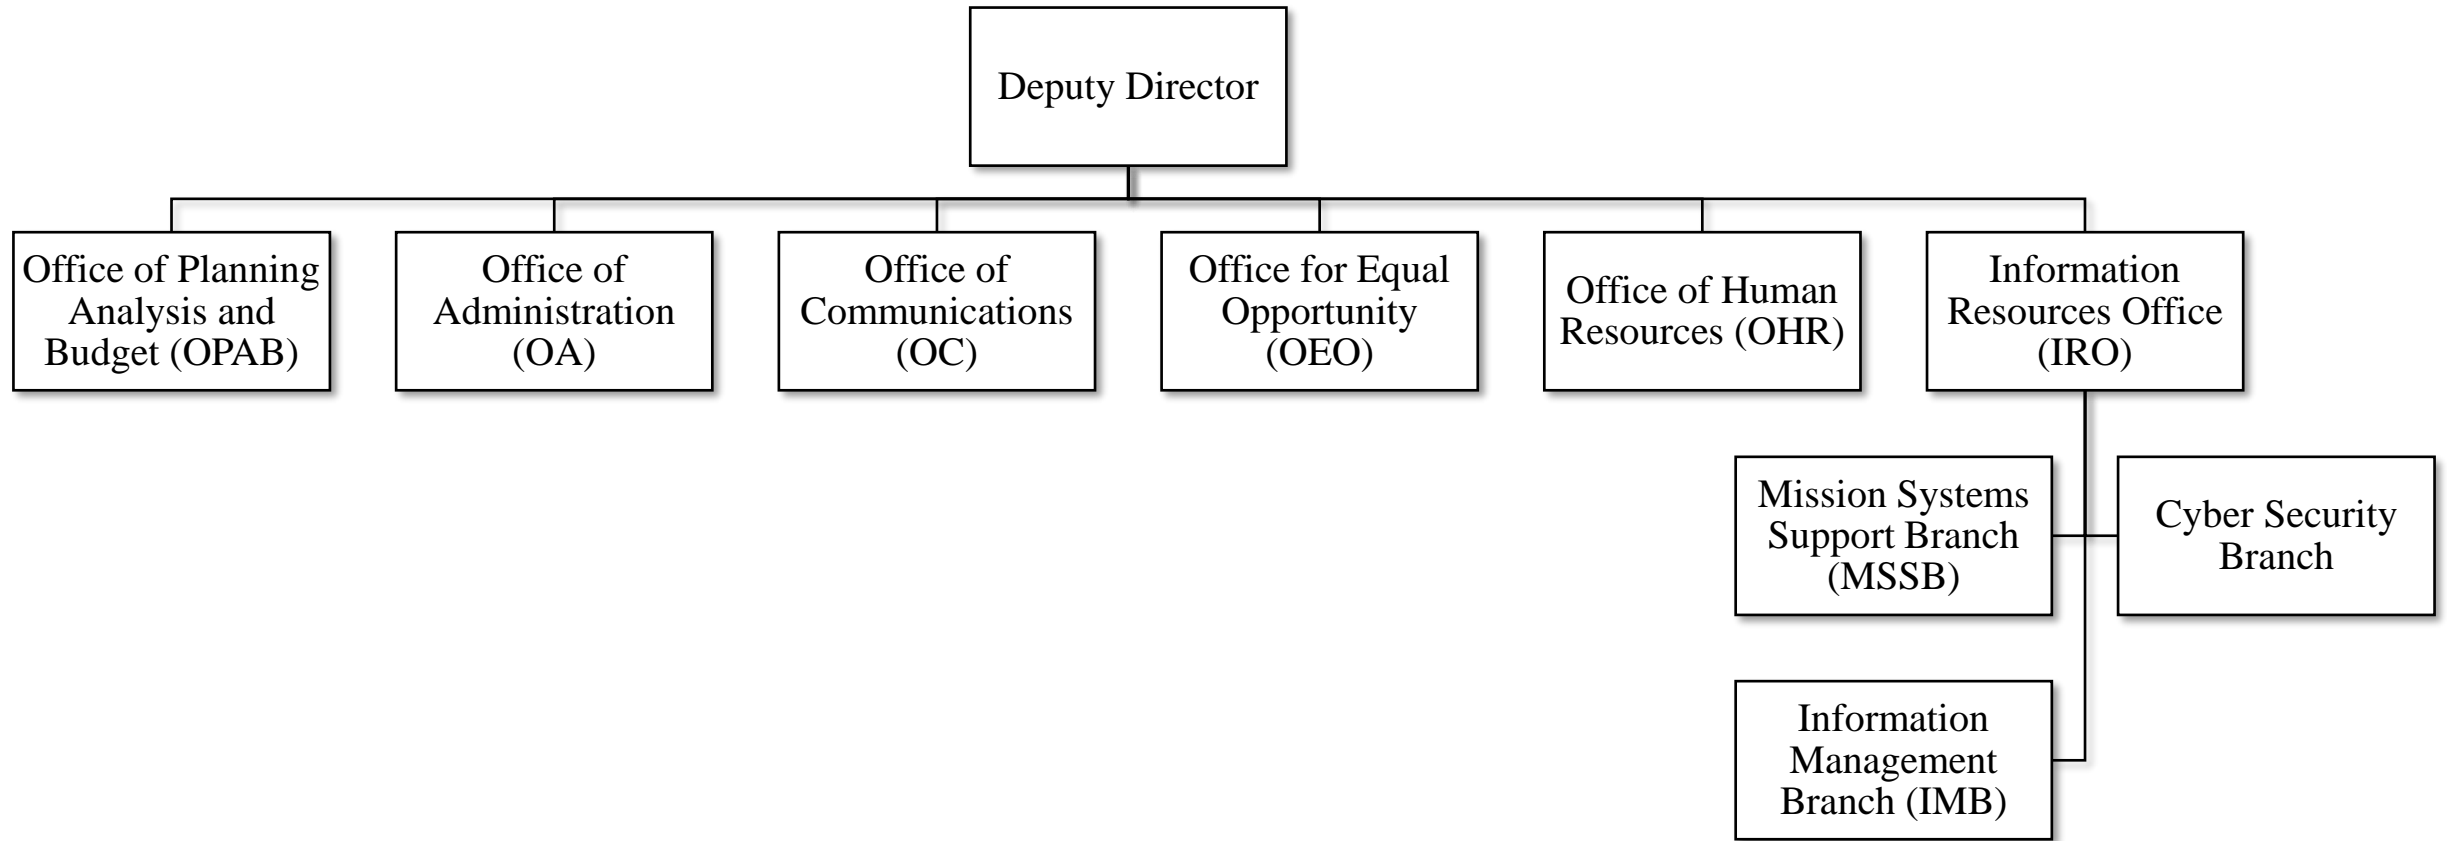 Deputy Director
Office of Planning
Analysis and
Budget (OPAB)
Office of
Administration
(OA)
Office of
Communications
(OC)
Office for Equal
Opportunity
(OEO)
Office of Human
Resources (OHR)
Information
Resources Office
(IRO)
Mission Systems
Support Branch
(MSSB)
Cyber Security
Branch
Information
Management
Branch (IMB)